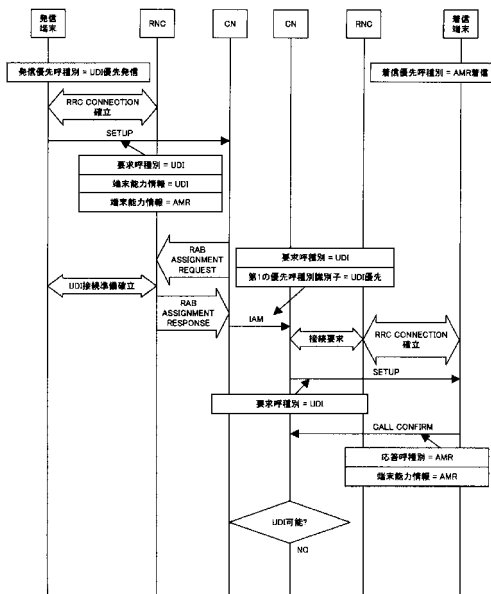 発信
端末
RNC
CN
CN
RNC
着信
端末
発信優先呼種別 = UDI優先発信
着信優先呼種別 = AMR着信
RRC CONNECTION
確立
SETUP
要求呼種別 = UDI
端末能力情報 = UDI
端末能力情報 = AMR
RAB
ASSIGNMENT
REQUEST
要求呼種別 = UDI
第1の優先呼種別識別子 = UDI優先
UDI接続準備確立
RAB
ASSIGNMENT
RESPONSE
IAM
接続要求
RRC CONNECTION
確立
SETUP
要求呼種別 = UDI
CALL CONFIRM
応答呼種別 = AMR
端末能力情報 = AMR
UDI可能?
NO